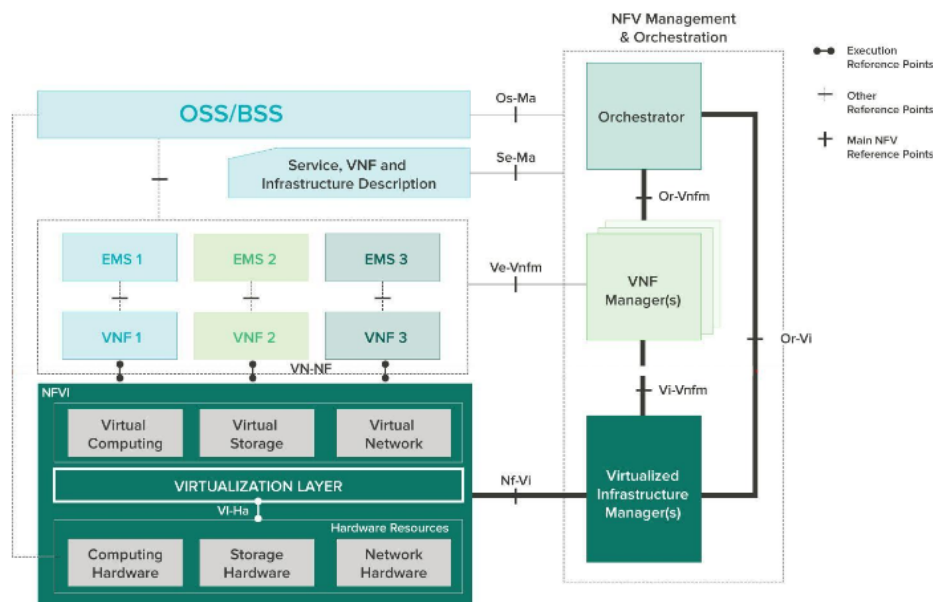 NFV Management
& Orchestration
Execution
Reference Points
Other
Reference Points
Main NFV
Reference Points
OSS/BSS
Os-Ma
Orchestrator
Se-Ma
Service, VNF and
Infrastructure Description
Or-Vnfm
EMS 1
EMS 2
EMS 3
Ve-Vnfm
VNF
Manager(s)
VNF 1
VNF 2
VNF 3
Or-Vi
VN-NF
NFVI
Vi-Vnfm
Virtual
Computing
Virtual
Storage
Virtual
Network
VIRTUALIZATION LAYER
Nf-Vi
Virtualized
Infrastructure
Manager(s)
VI-Ha
Hardware Resources
Computing
Hardware
Storage
Hardware
Network
Hardware